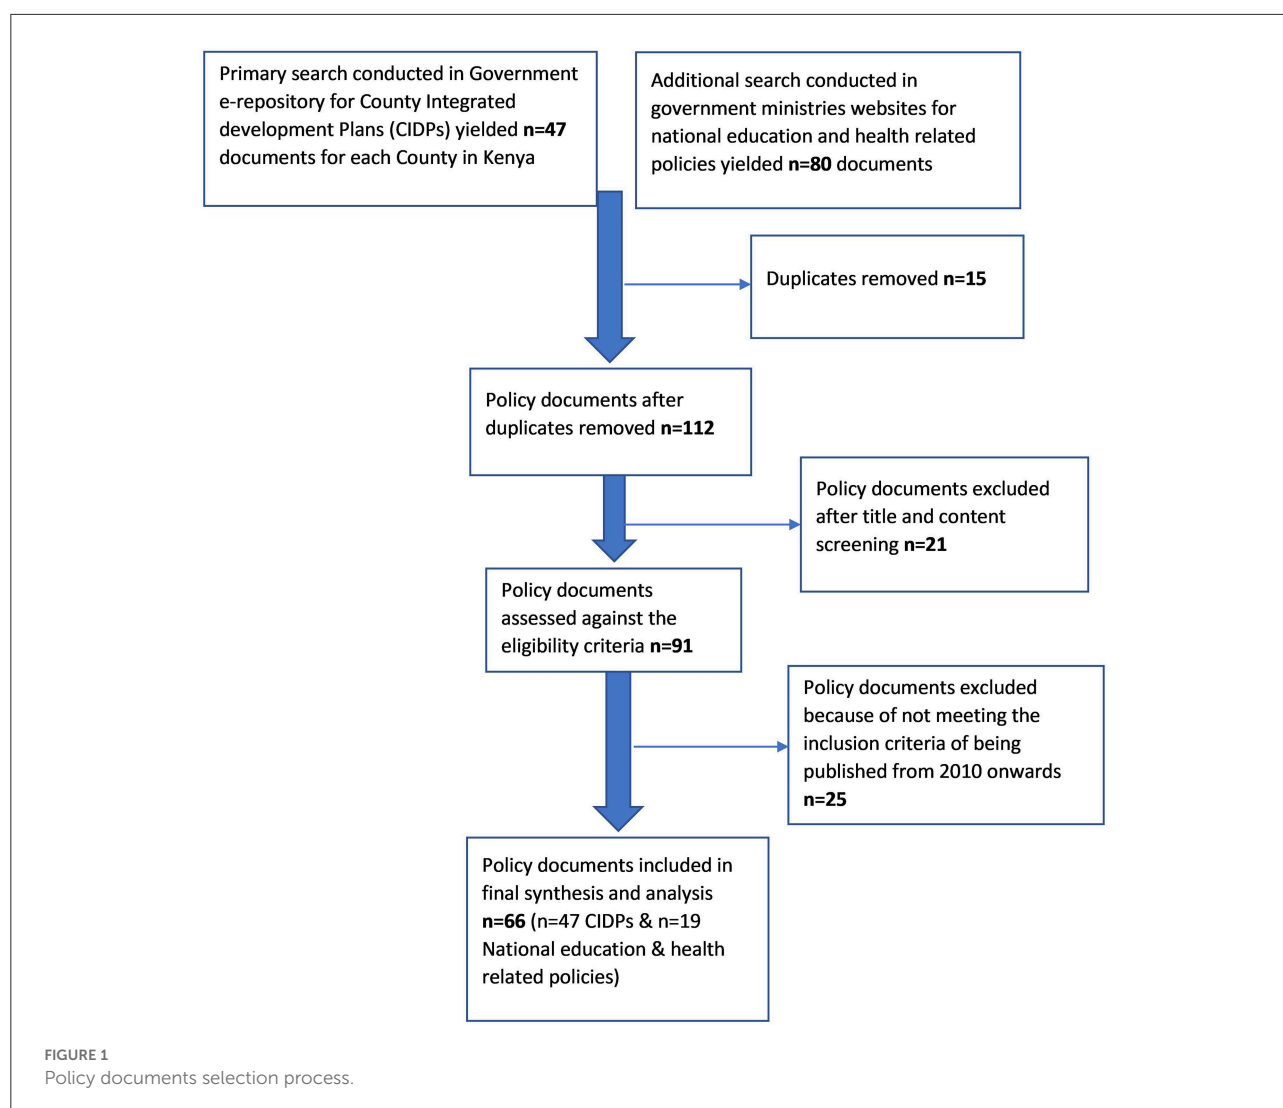 Primary search conducted in Government
e-repository for County Integrated
development Plans (CIDPs) yielded n=47
documents for each County in Kenya
Additional search conducted in
government ministries websites for
national education and health related
policies yielded n=80 documents
Duplicates removed n=15
Policy documents after
duplicates removed n=112
Policy documents excluded
after title and content
screening n=21
Policy documents
assessed against the
eligibility criteria n=91
Policy documents excluded
because of not meeting the
inclusion criteria of being
published from 2010 onwards
n=25
Policy documents included in
final synthesis and analysis
n=66 (n=47 CIDPs & n=19
National education & health
related policies)
FIGURE 1
Policy documents selection process.